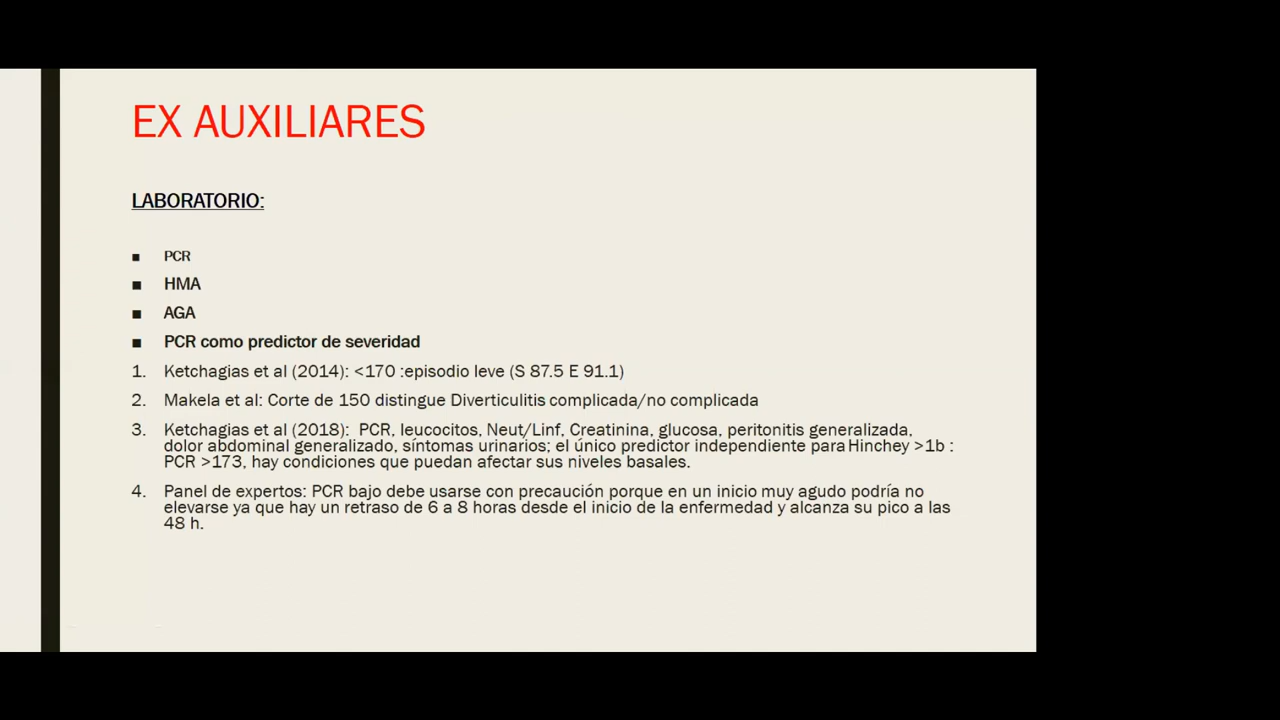 EX AUXILIARES
LABORATORIO:
▪ PCR
▪ HMA
▪ AGA
▪ PCR como predictor de severidad
1. Ketchagias et al (2014): <170 :episodio leve (S 87.5 E 91.1)
2. Makela et al: Corte de 150 distingue Diverticulitis complicada/no complicada
3. Ketchagias et al (2018): PCR, leucocitos, Neut/Linf, Creatinina, glucosa, peritonitis generalizada,
dolor abdominal generalizado, síntomas urinarios; el único predictor independiente para Hinchey >1b :
PCR >173, hay condiciones que puedan afectar sus niveles basales.
4. Panel de expertos: PCR bajo debe usarse con precaución porque en un inicio muy agudo podría no
elevarse ya que hay un retraso de 6 a 8 horas desde el inicio de la enfermedad y alcanza su pico a las
48 h.